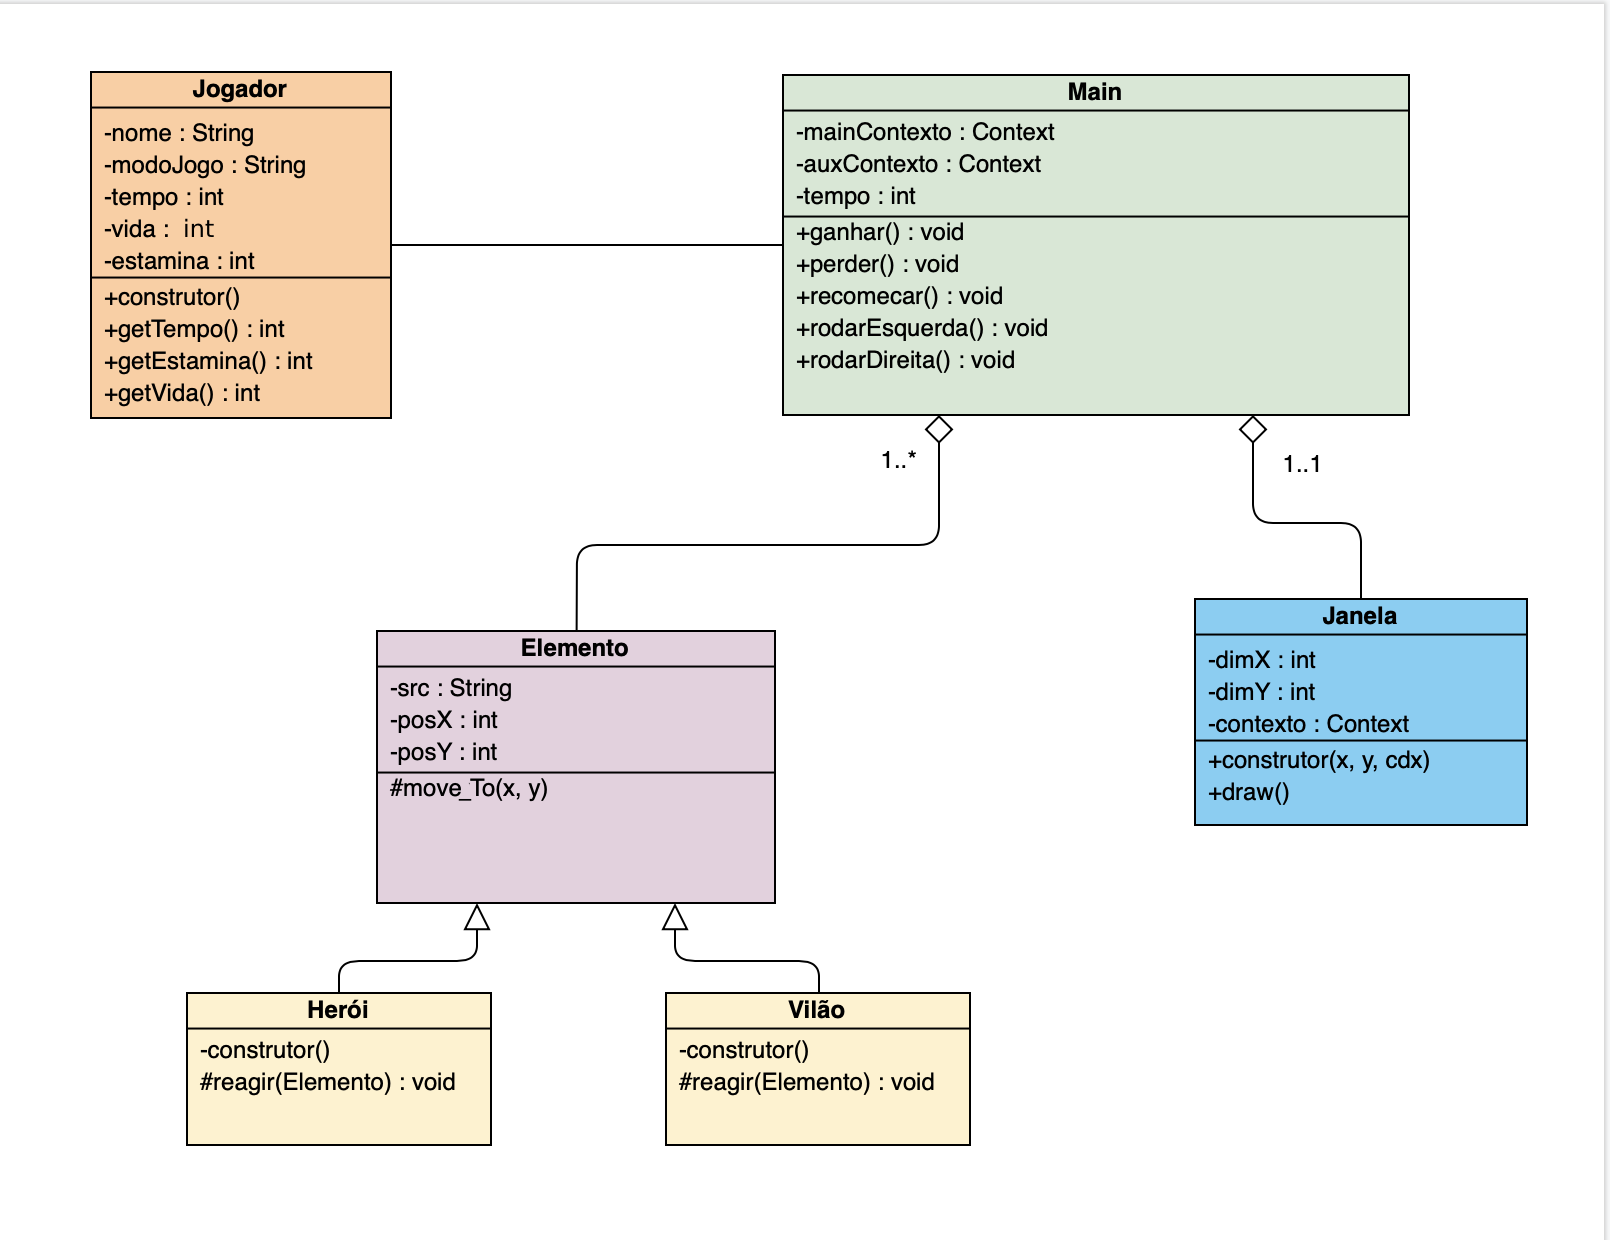 Jogador
-nome : String
-modoJogo : String
-tempo : int
-vida : int
-estamina : int
+construtor()
+getTempo() : int
+getEstamina() : int
+getVida() : int
Main
-mainContexto : Context
-auxContexto : Context
-tempo : int
+ganhar() : void
+perder() : void
+recomecar() : void
+rodarEsquerda() : void
+rodarDireita() : void
1..*
1..1
Elemento
-src : String
-posX : int
-posY : int
#move_To(x, y)
Janela
-dimX : int
-dimY : int
-contexto : Context
+construtor(x, y, cdx)
+draw()
Herói
-construtor()
#reagir(Elemento) : void
Vilão
-construtor()
#reagir(Elemento) : void